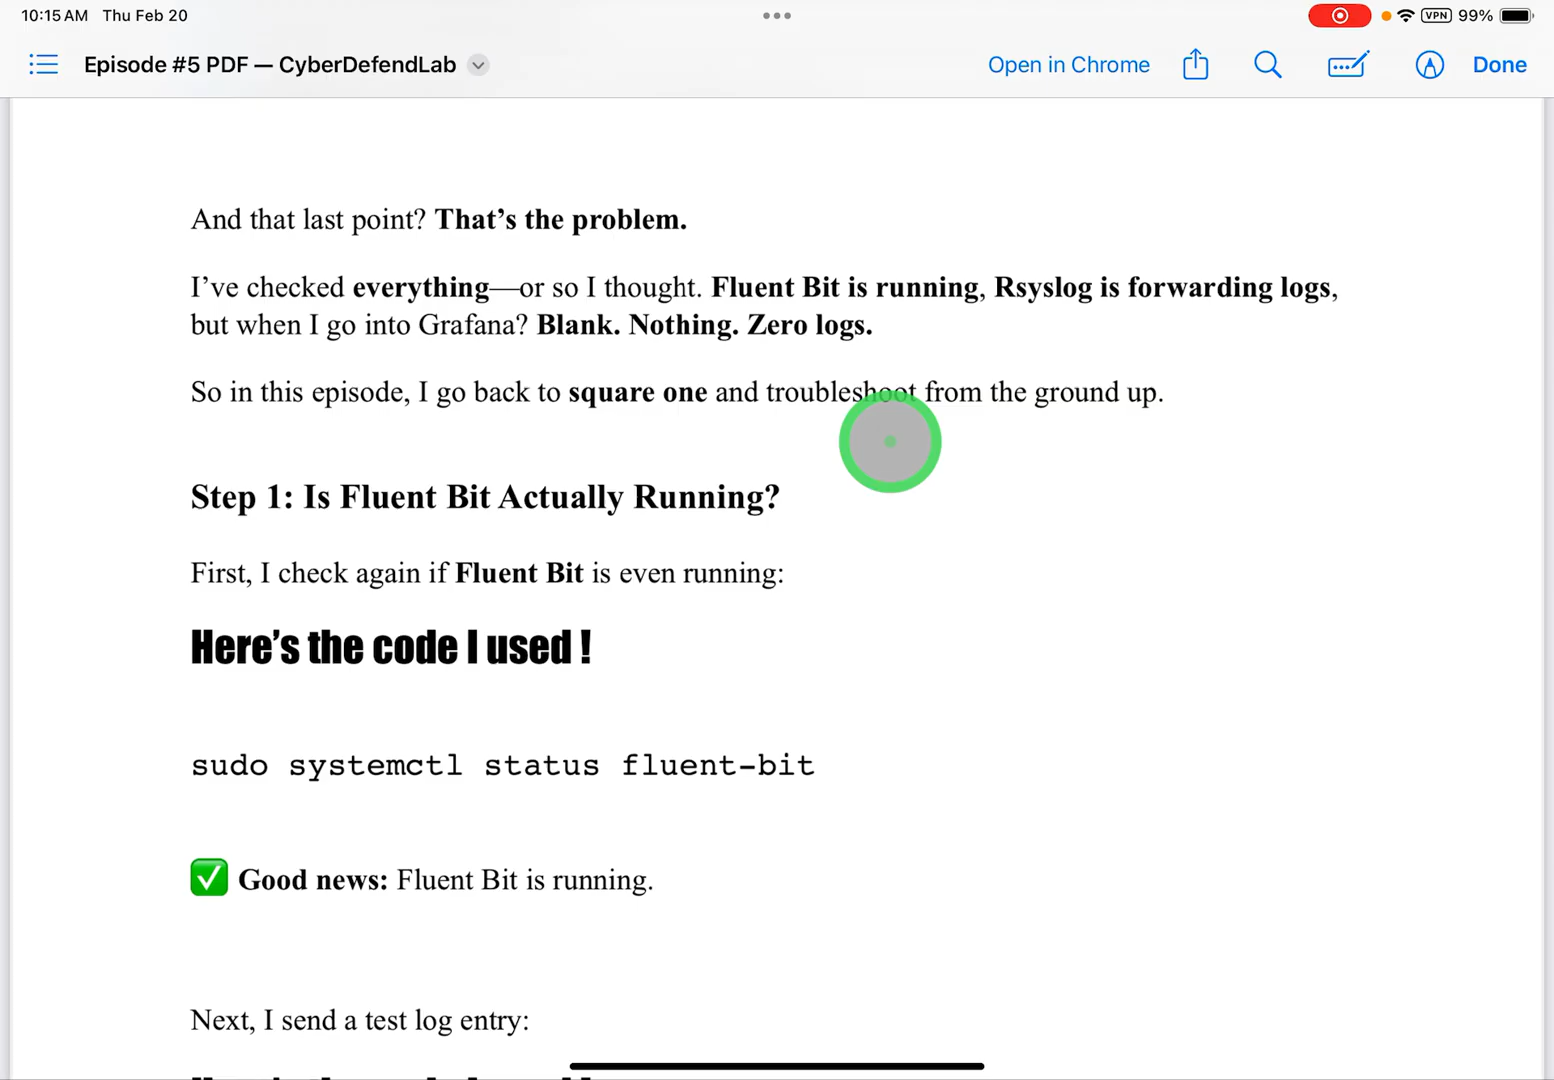 10:15 AM Thu Feb 20
VPN 99%
Episode #5 PDF — CyberDefendLab
Open in Chrome
Done
And that last point? That’s the problem.
I’ve checked everything—or so I thought. Fluent Bit is running, Rsyslog is forwarding logs,
but when I go into Grafana? Blank. Nothing. Zero logs.
So in this episode, I go back to square one and troubleshoot from the ground up.
Step 1: Is Fluent Bit Actually Running?
First, I check again if Fluent Bit is even running:
Here’s the code I used !
sudo systemctl status fluent-bit
✅ Good news: Fluent Bit is running.
Next, I send a test log entry: